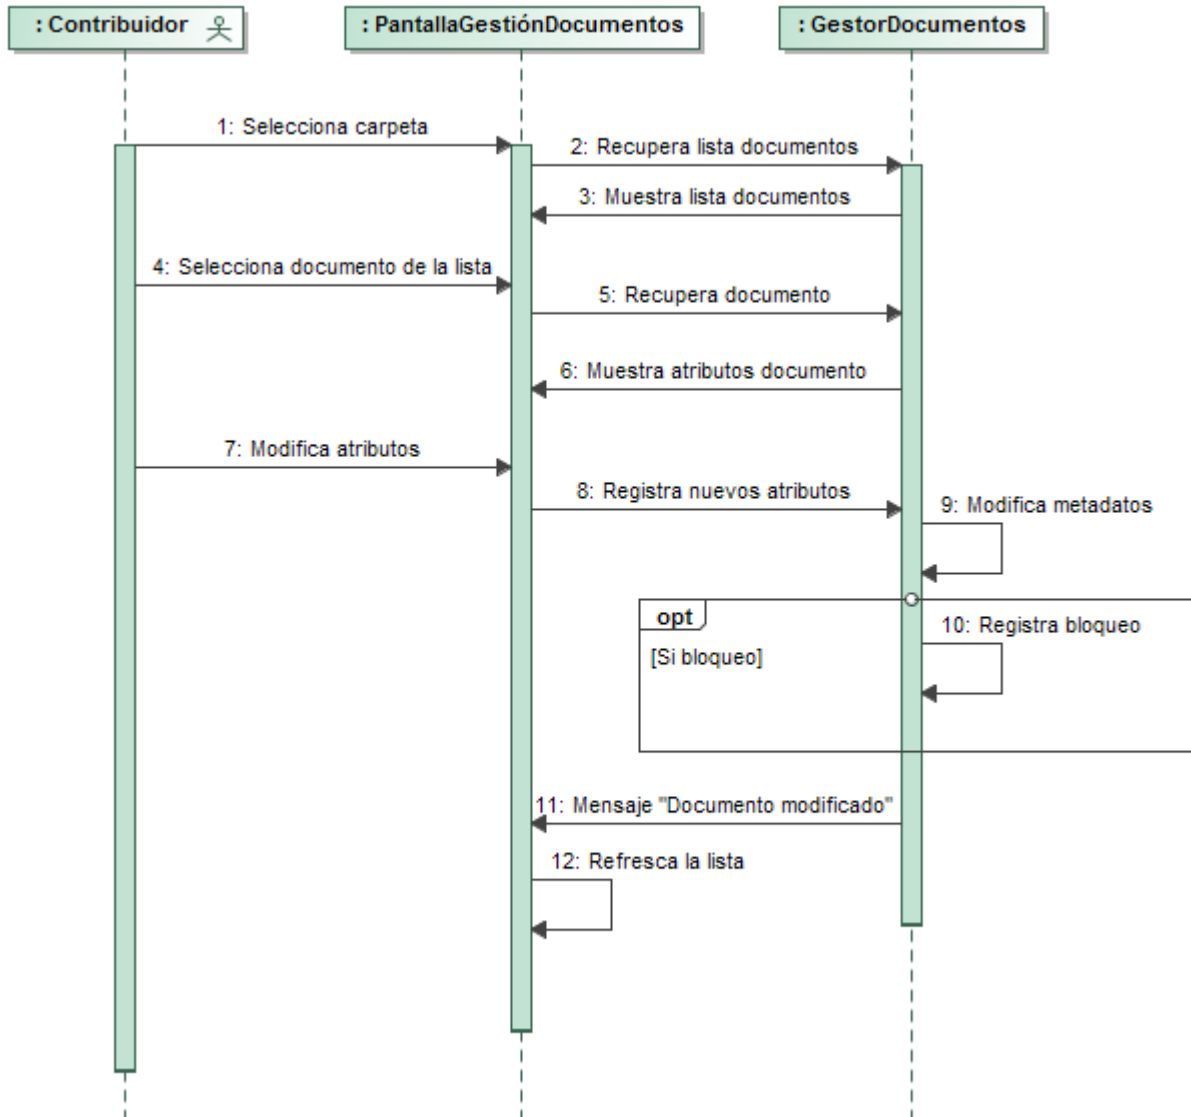 : Contribuidor
: PantallaGestiónDocumentos
: GestorDocumentos
1: Selecciona carpeta
2: Recupera lista documentos
3: Muestra lista documentos
4: Selecciona documento de la lista
5: Recupera documento
6: Muestra atributos documento
7: Modifica atributos
8: Registra nuevos atributos
9: Modifica metadatos
opt
10: Registra bloqueo
[Si bloqueo]
11: Mensaje "Documento modificado"
12: Refresca la lista